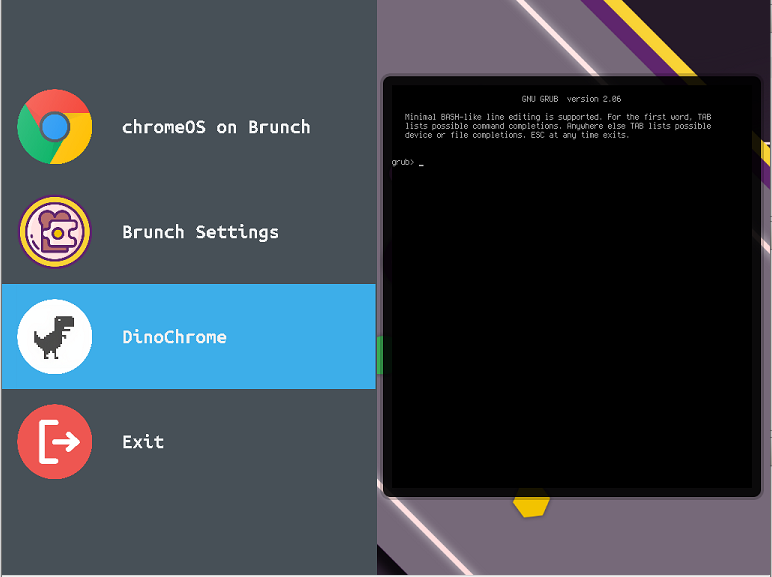 chromeOS on Brunch
Brunch Settings
DinoChrome
Exit
GNU GRUB version 2.06
Minimal BASH-like line editing is supported. For the first word, TAB
lists possible command completions. Anywhere else TAB lists possible
device or file completions. ESC at any time exits.
grub> _